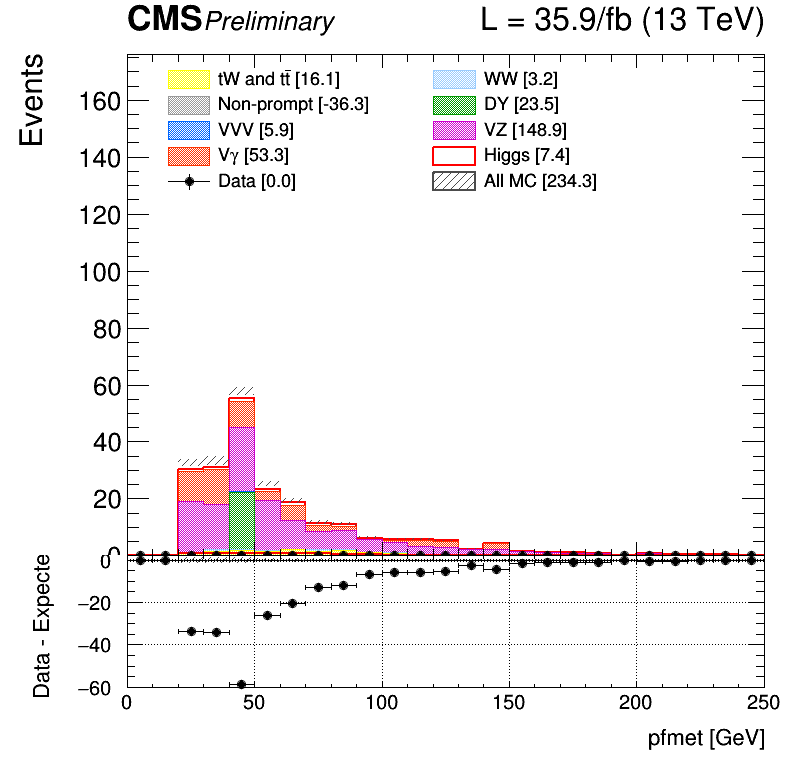 CMS Preliminary L = 35.9/fb (13 TeV)
Events
tW and tt̄ [16.1] WW [3.2]
Non-prompt [-36.3] DY [23.5]
VVV [5.9] VZ [148.9]
Vγ [53.3] Higgs [7.4]
Data [0.0] All MC [234.3]
160
140
120
100
80
60
40
20
0
Data - Expecte
0
−20
−40
−60
0 50 100 150 200 250
pfmet [GeV]